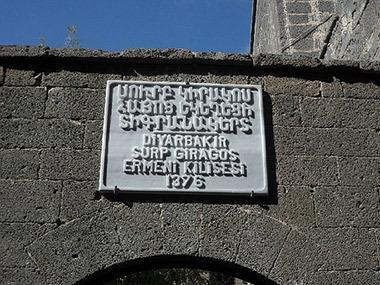 ՍՈՒՐԲ ԿԻՐԱԿՈՍ
ՀԱՅՈՑ ԵԿԵՂԵՑԻ
ՏԻԳՐԱՆԱԿԵՐՏ
DİYARBAKIR
SURP GİRAGOS
ERMENİ KİLİSESİ
1376